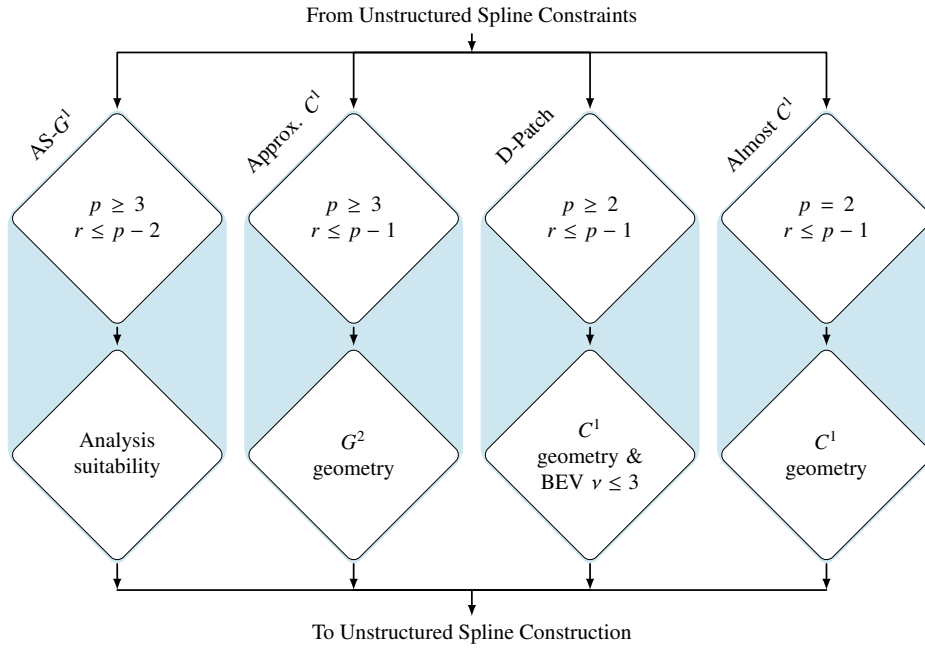 From Unstructured Spline Constraints
AS-G¹
Approx. C¹
D-Patch
Almost C¹
p ≥ 3
r ≤ p − 2
p ≥ 3
r ≤ p − 1
p ≥ 2
r ≤ p − 1
p = 2
r ≤ p − 1
Analysis
suitability
G²
geometry
C¹
geometry &
BEV ν ≤ 3
C¹
geometry
To Unstructured Spline Construction